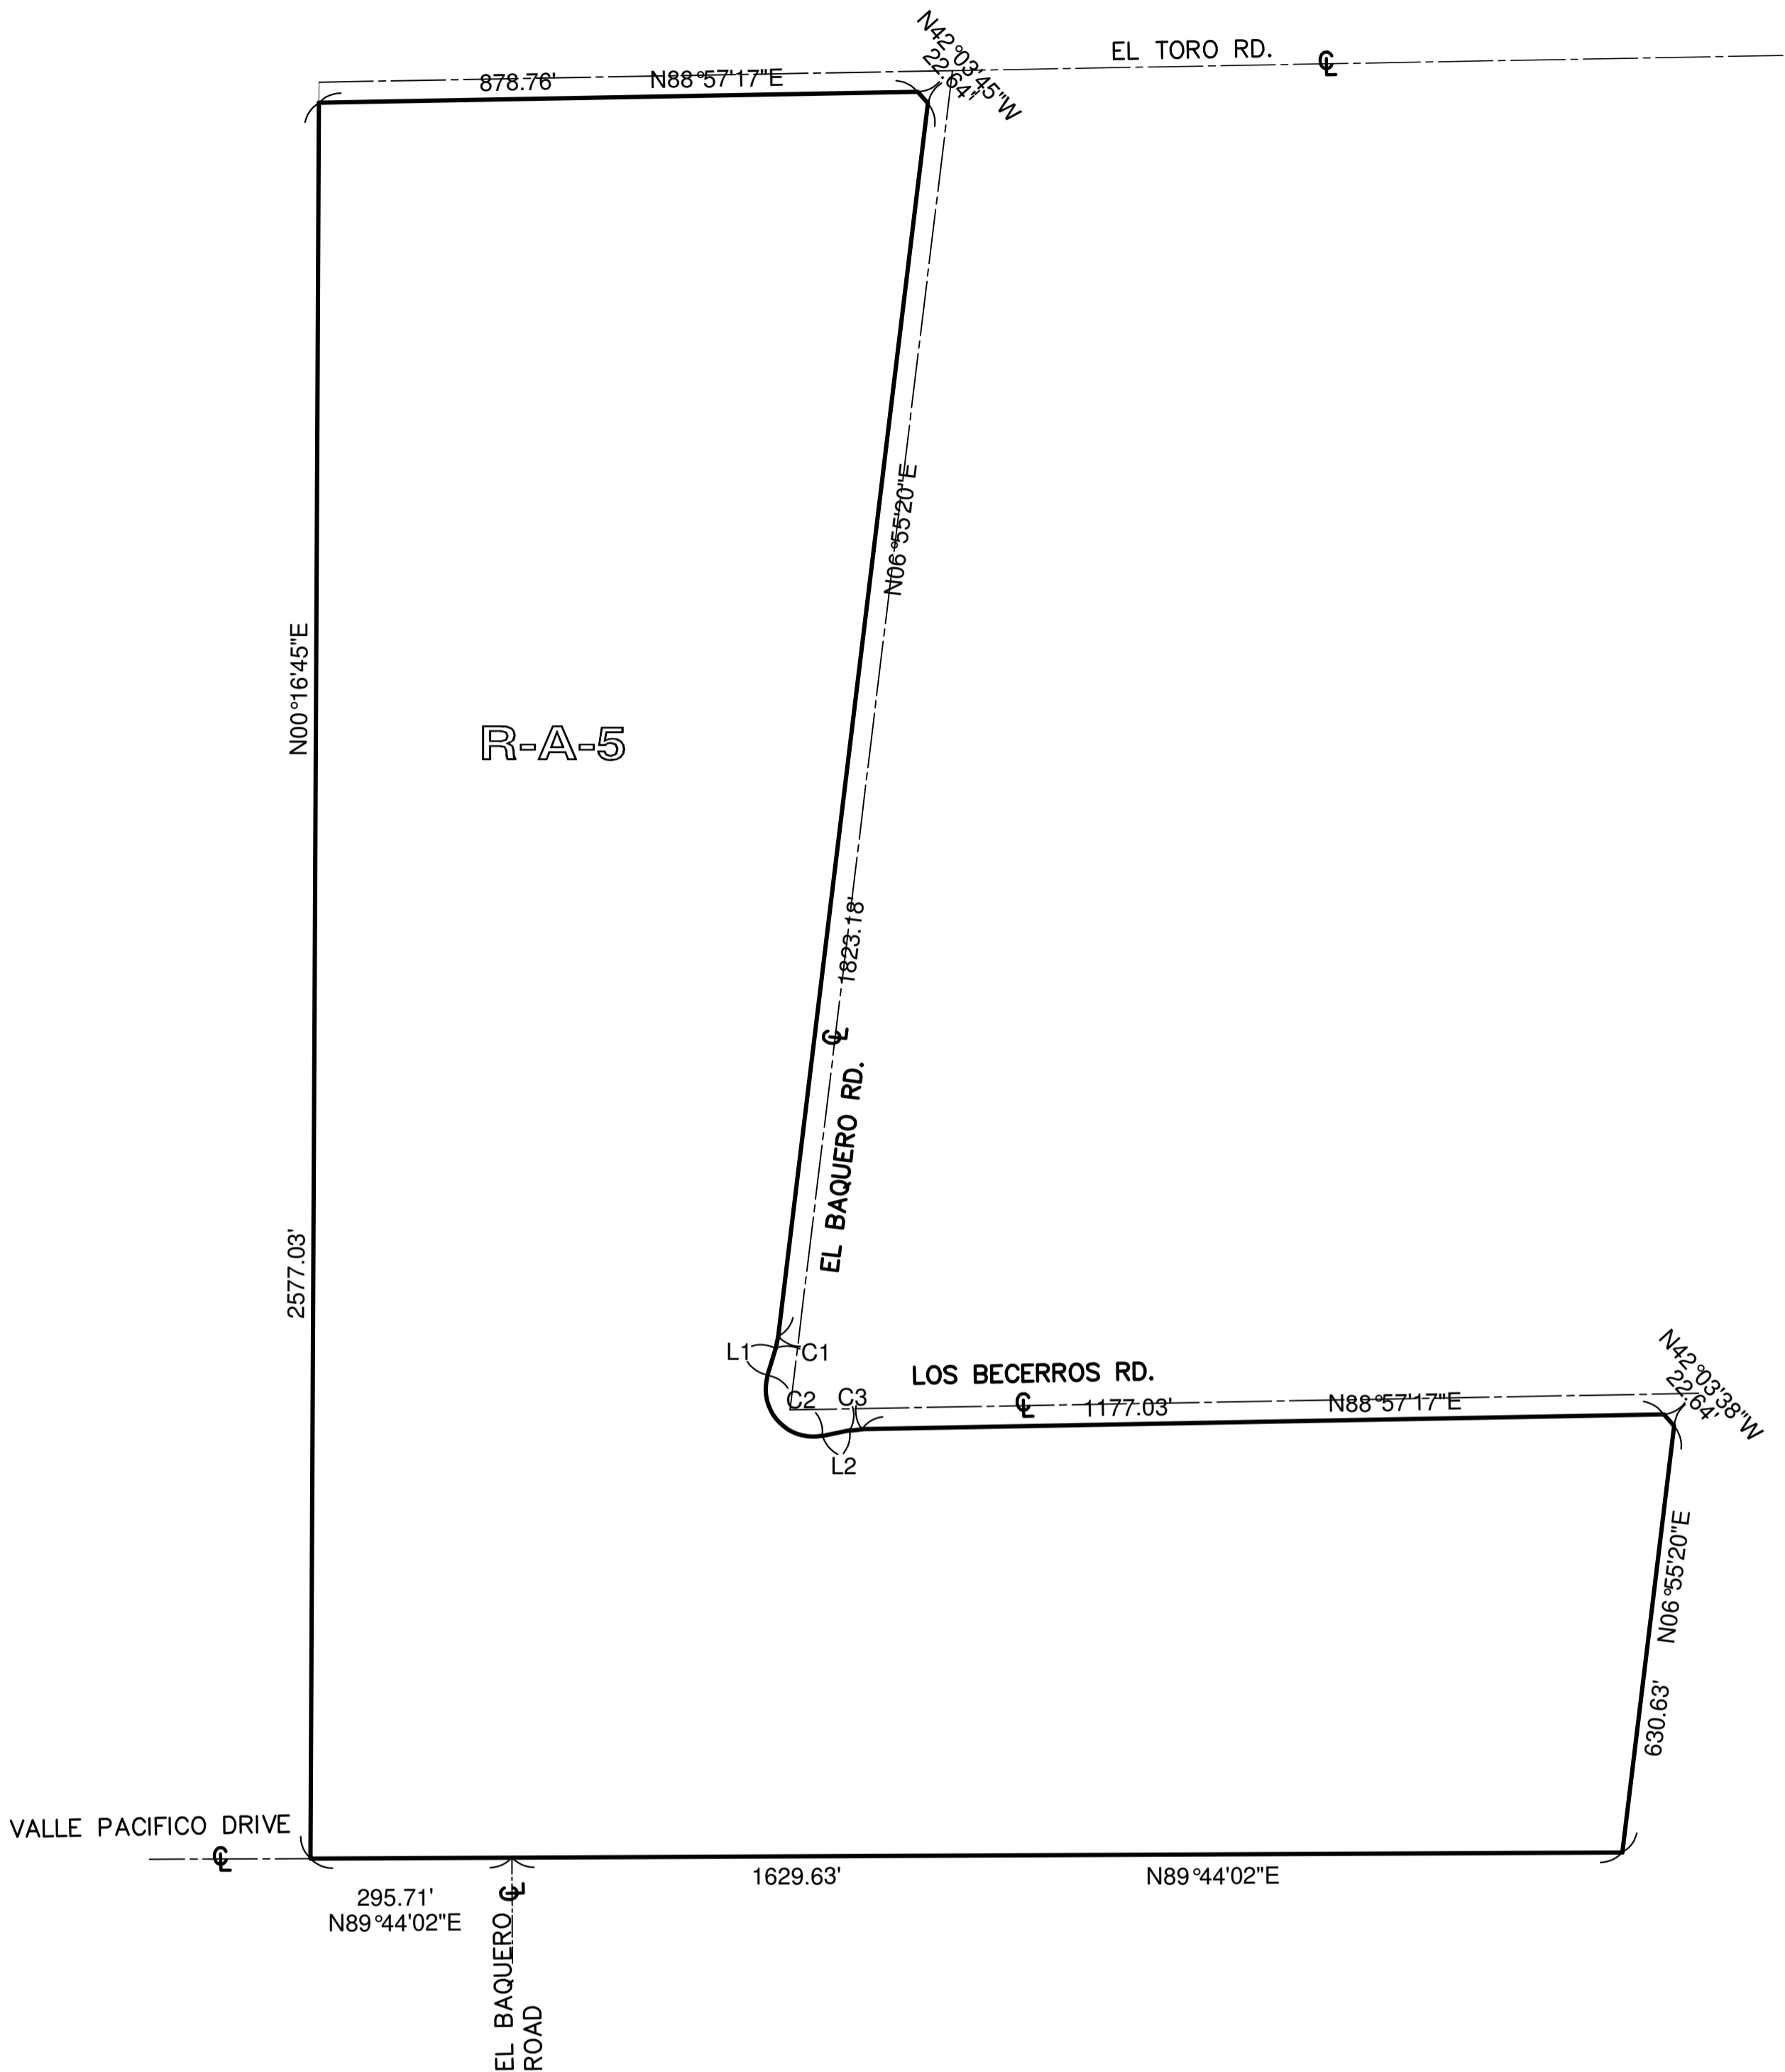 N42°03'45"W
22.64'
EL TORO RD.
℄
878.76'
N88°57'17"E
N06°55'20"E
N00°16'45"E
R-A-5
1823.18'
℄
EL BAQUERO RD.
2577.03'
L1
C1
LOS BECERROS RD.
N42°03'38"W
22.64'
C2
C3
℄
1177.03'
N88°57'17"E
L2
N06°55'20"E
630.63'
VALLE PACIFICO DRIVE
℄
1629.63'
N89°44'02"E
295.71'
N89°44'02"E
℄
EL BAQUERO
ROAD